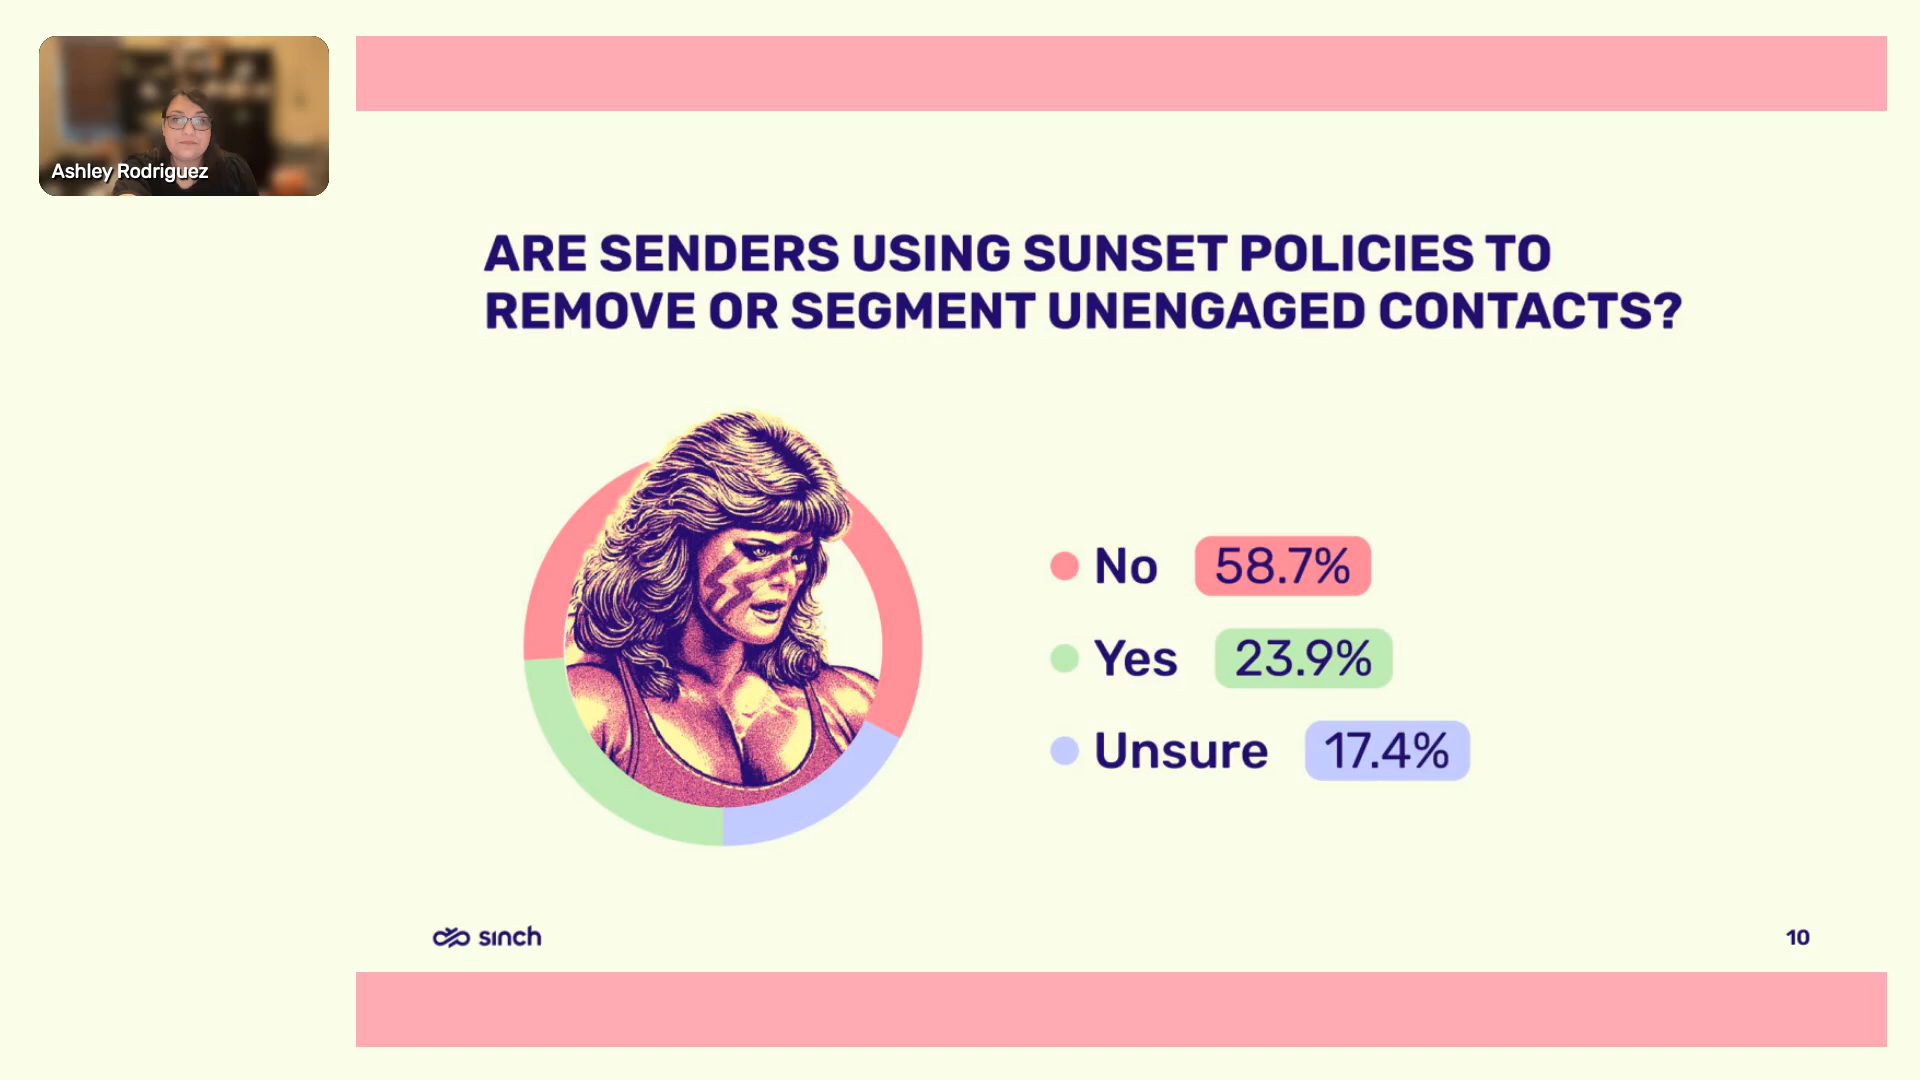 Ashley Rodriguez
ARE SENDERS USING SUNSET POLICIES TO
REMOVE OR SEGMENT UNENGAGED CONTACTS?
No 58.7%
Yes 23.9%
Unsure 17.4%
sinch
10